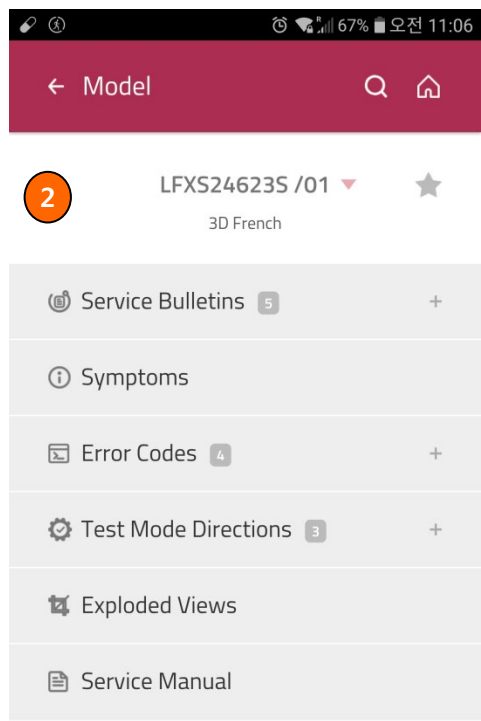 67% 오전 11:06
Model
2
LFXS24623S /01
3D French
Service Bulletins 5
Symptoms
Error Codes 4
Test Mode Directions 3
Exploded Views
Service Manual